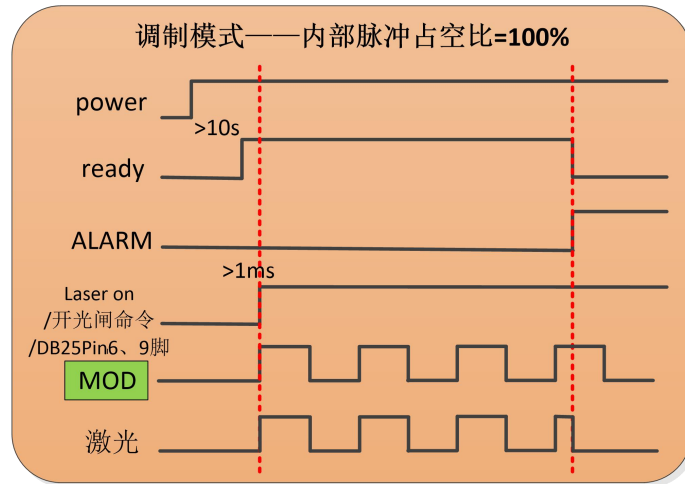 调制模式——内部脉冲占空比=100%
power
>10s
ready
ALARM
>1ms
Laser on
/开光闸命令
/DB25Pin6、9脚
MOD
激光